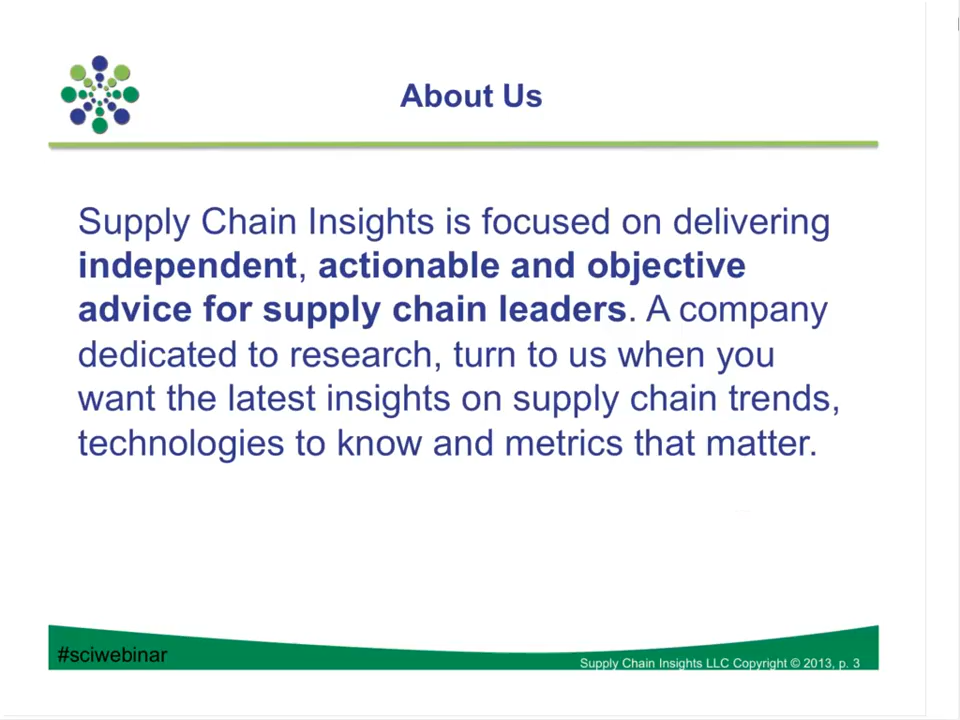 About Us
Supply Chain Insights is focused on delivering
independent, actionable and objective
advice for supply chain leaders. A company
dedicated to research, turn to us when you
want the latest insights on supply chain trends,
technologies to know and metrics that matter.
#sciwebinar
Supply Chain Insights LLC Copyright © 2013, p. 3